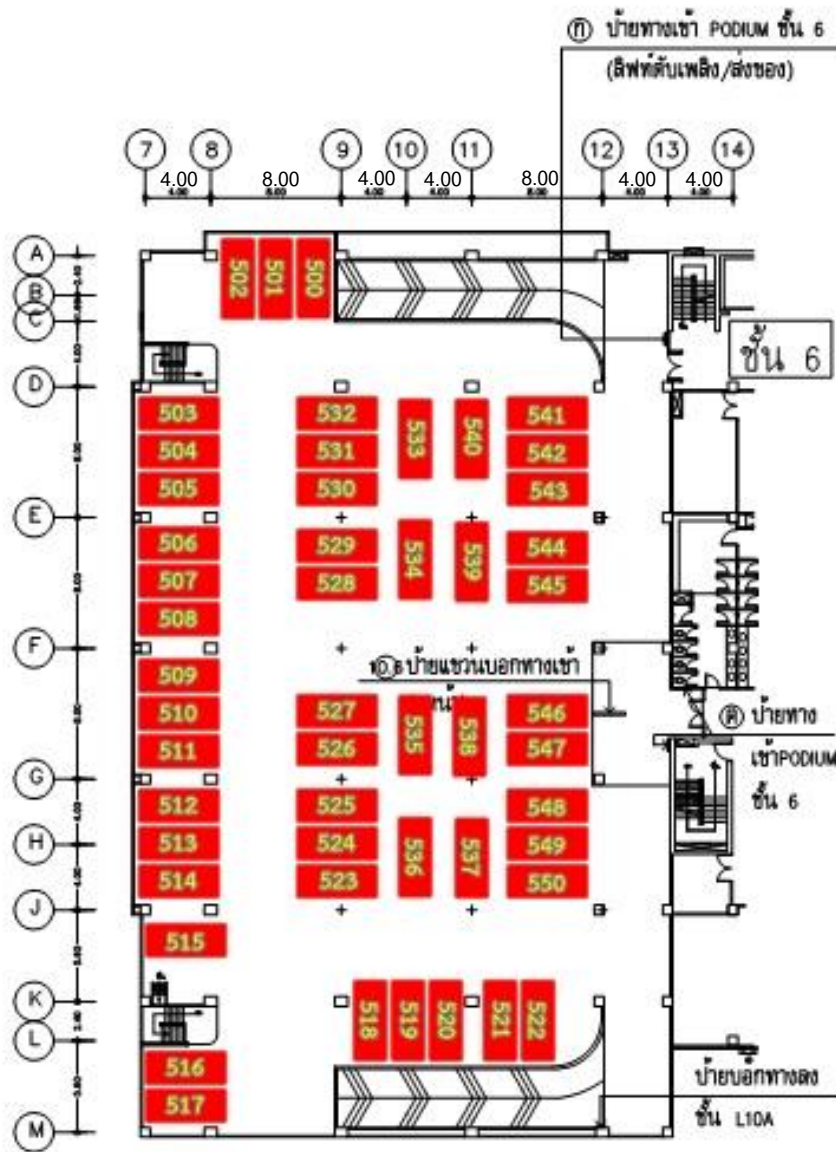 ก ป้ายทางเข้า PODIUM ชั้น 6
(ลิฟท์ดับเพลิง/ส่งของ)
7 8 9 10 11 12 13 14
4.00 8.00 4.00 4.00 8.00 4.00 4.00
A
B
C
D
E
F
G
H
J
K
L
M
502 501 500
ชั้น 6
503 532 533 540 541
504 531 542
505 530 543
506 529 534 539 544
507 528 545
508
ป้ายแขวนบอกทางเข้า
509
510 527 535 538 546
511 526 547
ป้ายทาง
เข้าPODIUM
ชั้น 6
512 525 536 537 548
513 524 549
514 523 550
515
518 519 520 521 522
516
517
ป้ายบอกทางลง
ชั้น L10A